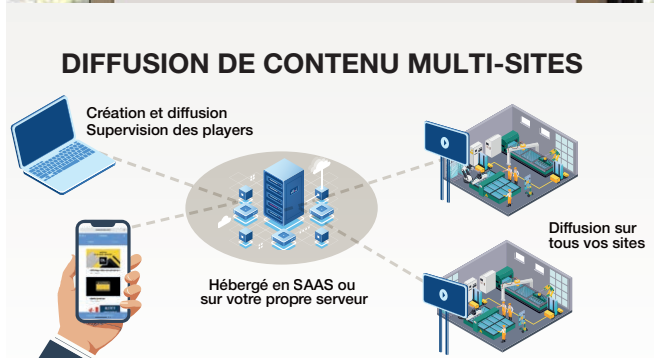 DIFFUSION DE CONTENU MULTI-SITES
Création et diffusion
Supervision des players
Diffusion sur
tous vos sites
Hébergé en SAAS ou
sur votre propre serveur